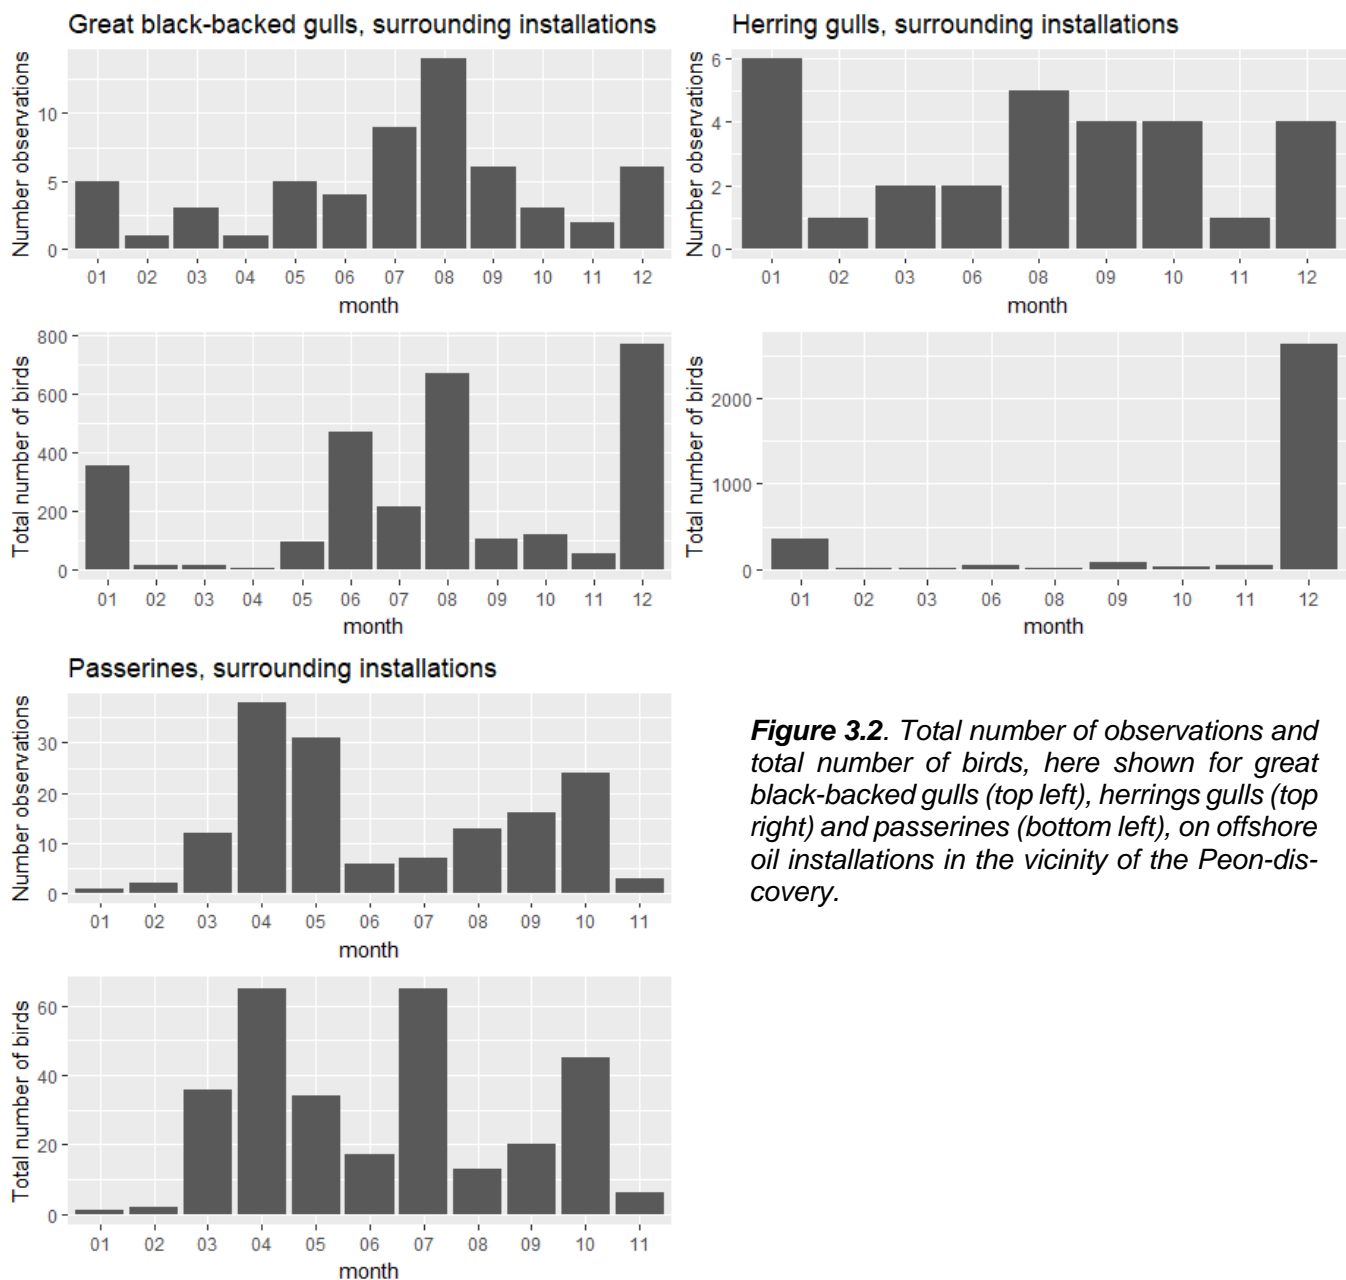 Great black-backed gulls, surrounding installations
Number observations
10
5
0
01 02 03 04 05 06 07 08 09 10 11 12
month
Total number of birds
800
600
400
200
0
01 02 03 04 05 06 07 08 09 10 11 12
month
Herring gulls, surrounding installations
Number observations
6
4
2
0
01 02 03 06 08 09 10 11 12
month
Total number of birds
2000
1000
0
01 02 03 06 08 09 10 11 12
month
Passerines, surrounding installations
Number observations
30
20
10
0
01 02 03 04 05 06 07 08 09 10 11
month
Total number of birds
60
40
20
0
01 02 03 04 05 06 07 08 09 10 11
month
Figure 3.2. Total number of observations and
total number of birds, here shown for great
black-backed gulls (top left), herrings gulls (top
right) and passerines (bottom left), on offshore
oil installations in the vicinity of the Peon-dis-
covery.